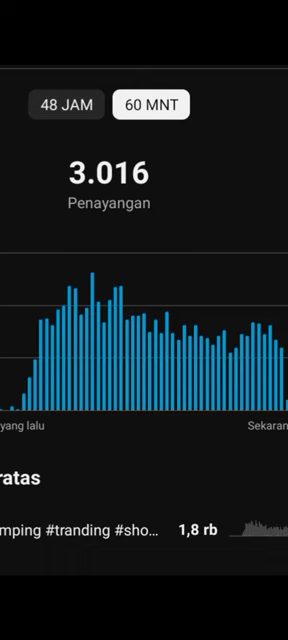 48 JAM 60 MNT
3.016
Penayangan
yang lalu Sekaran
ratas
mping #tranding #sho... 1,8 rb